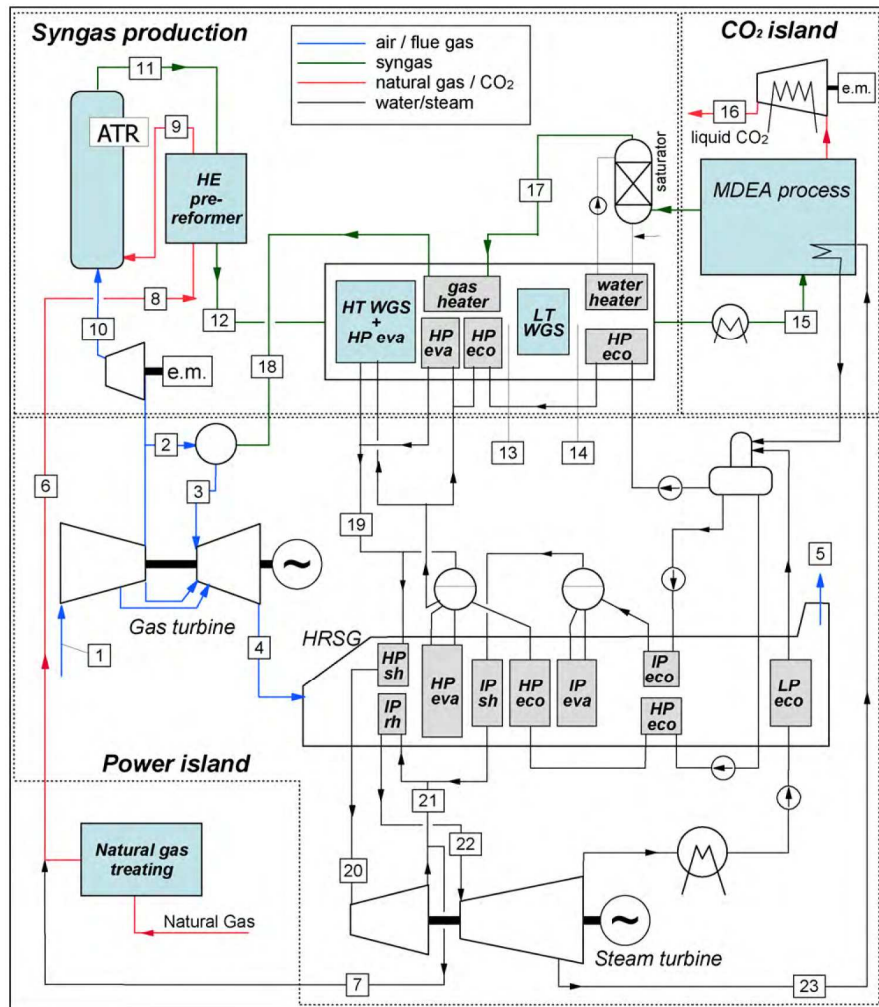 Syngas production
CO₂ island
air / flue gas
syngas
natural gas / CO₂
water/steam
11
ATR
9
HE
pre-
reformer
8
12
10
e.m.
18
17
saturator
16
liquid CO₂
e.m.
MDEA process
15
HT WGS
+
HP eva
gas
heater
HP
eva
HP
eco
LT
WGS
water
heater
HP
eco
13
14
2
3
6
19
5
~
Gas turbine
1
4
HRSG
HP
sh
IP
rh
HP
eva
IP
sh
HP
eco
IP
eva
IP
eco
HP
eco
LP
eco
Power island
21
22
20
Natural gas
treating
Natural Gas
~
Steam turbine
7
23